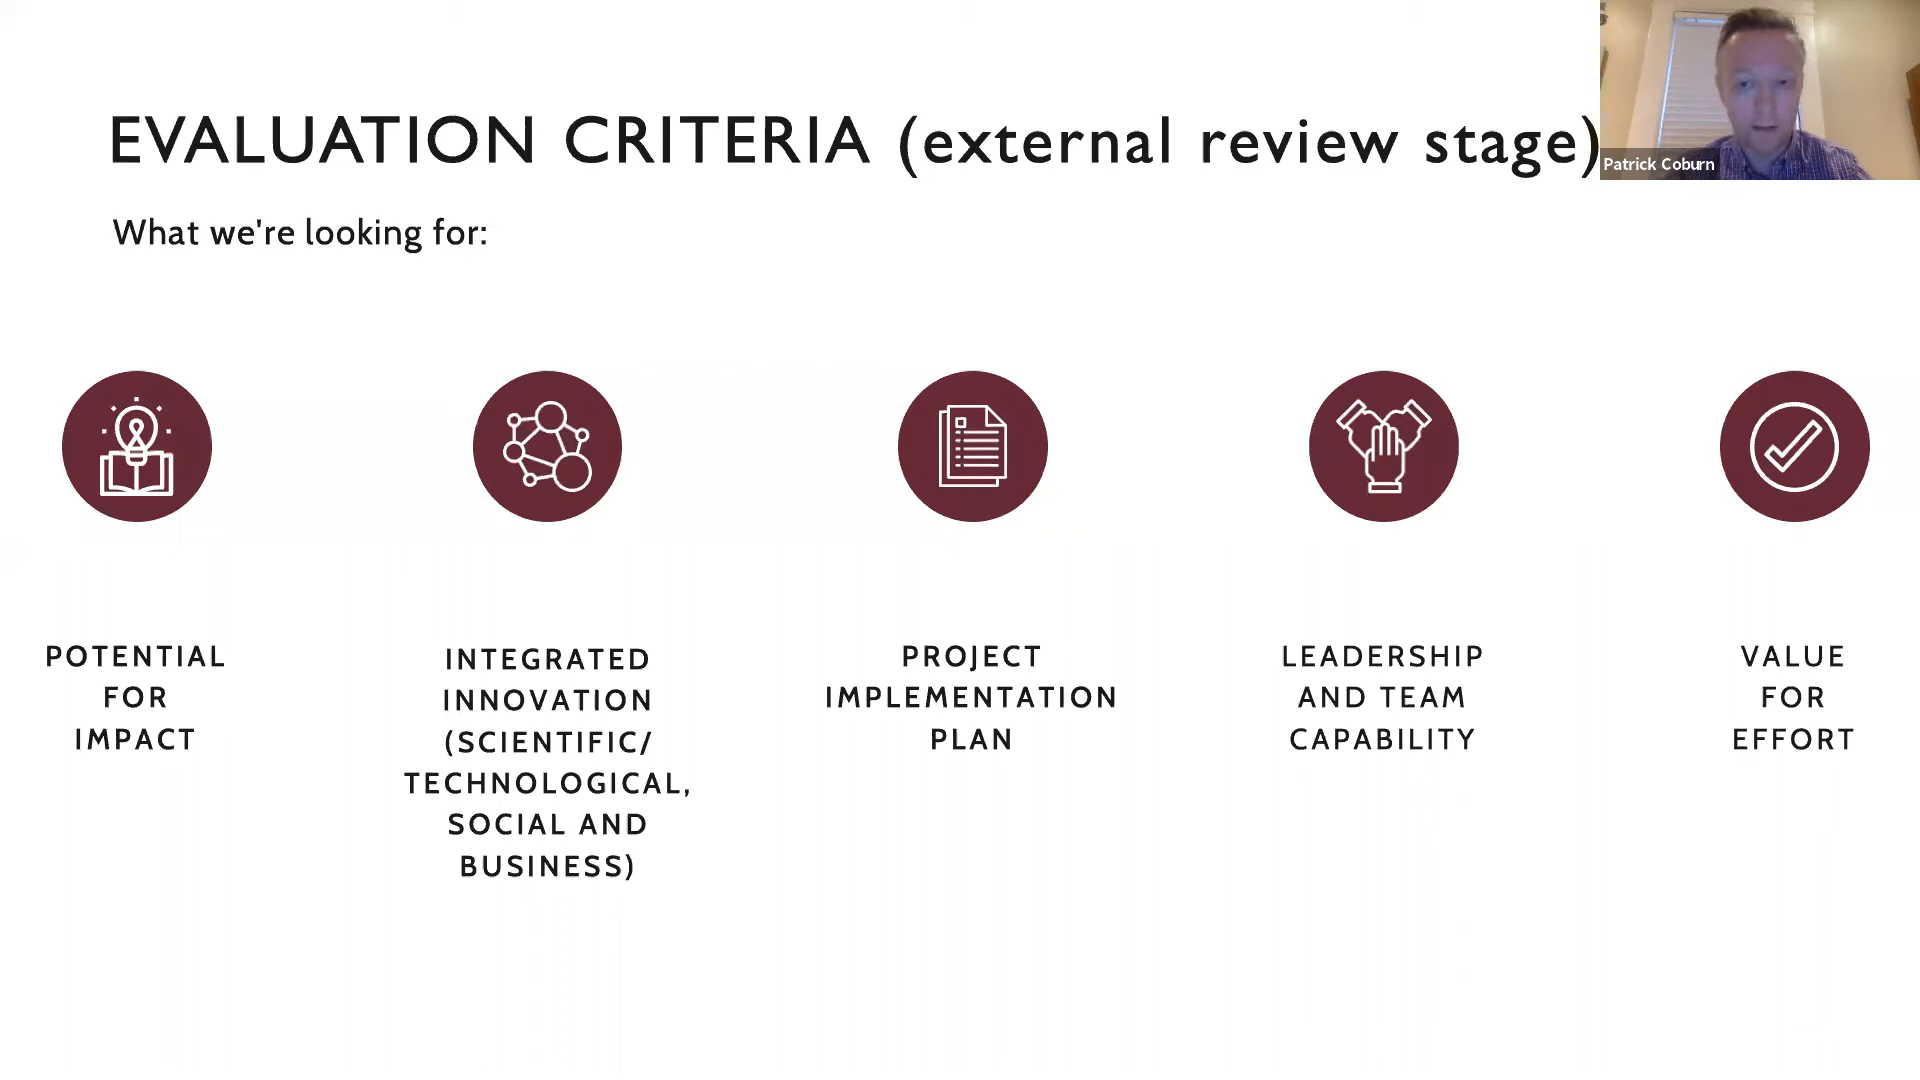 EVALUATION CRITERIA (external review stage)
Patrick Coburn
What we're looking for:
POTENTIAL
FOR
IMPACT
INTEGRATED
INNOVATION
(SCIENTIFIC/
TECHNOLOGICAL,
SOCIAL AND
BUSINESS)
PROJECT
IMPLEMENTATION
PLAN
LEADERSHIP
AND TEAM
CAPABILITY
VALUE
FOR
EFFORT